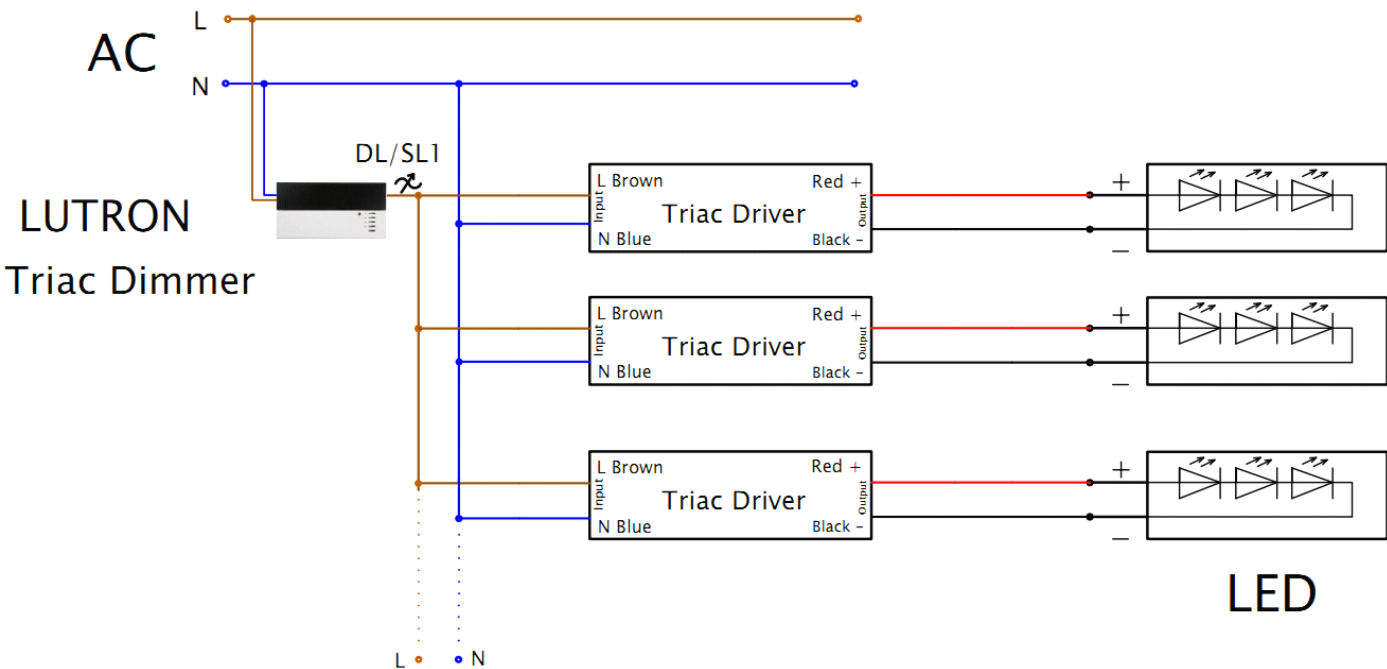 L
AC
N
DL/SL1
LUTRON
Triac Dimmer
L Brown
Red +
Input
Triac Driver
Output
N Blue
Black –
+
–
L Brown
Red +
Input
Triac Driver
Output
N Blue
Black –
+
–
L Brown
Red +
Input
Triac Driver
Output
N Blue
Black –
+
–
LED
L
N